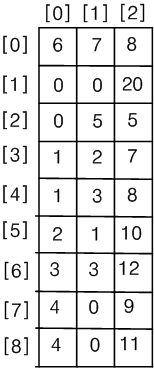 [0] [1] [2]
[0] 6 7 8
[1] 0 0 20
[2] 0 5 5
[3] 1 2 7
[4] 1 3 8
[5] 2 1 10
[6] 3 3 12
[7] 4 0 9
[8] 4 0 11